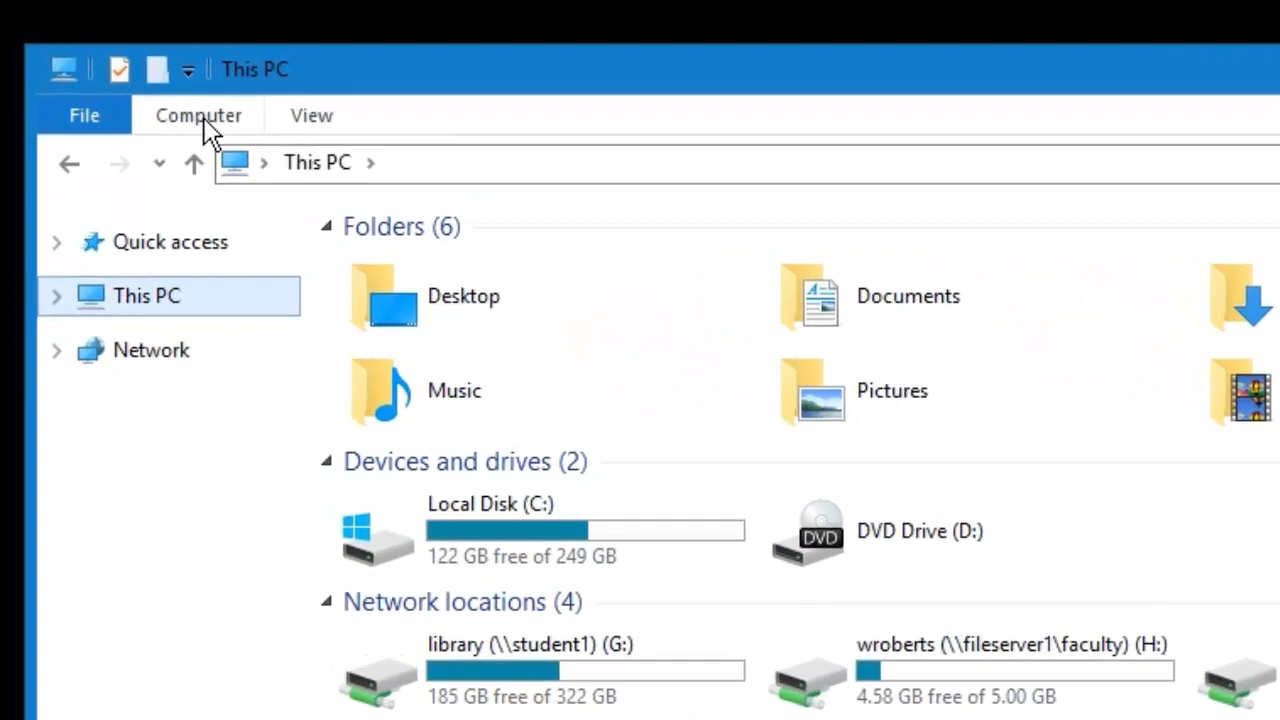 This PC
File Computer View
This PC
Quick access
This PC
Network
Folders (6)
Desktop
Documents
Music
Pictures
Devices and drives (2)
Local Disk (C:)
122 GB free of 249 GB
DVD
DVD Drive (D:)
Network locations (4)
library (\\student1) (G:)
185 GB free of 322 GB
wroberts (\\fileserver1\faculty) (H:)
4.58 GB free of 5.00 GB